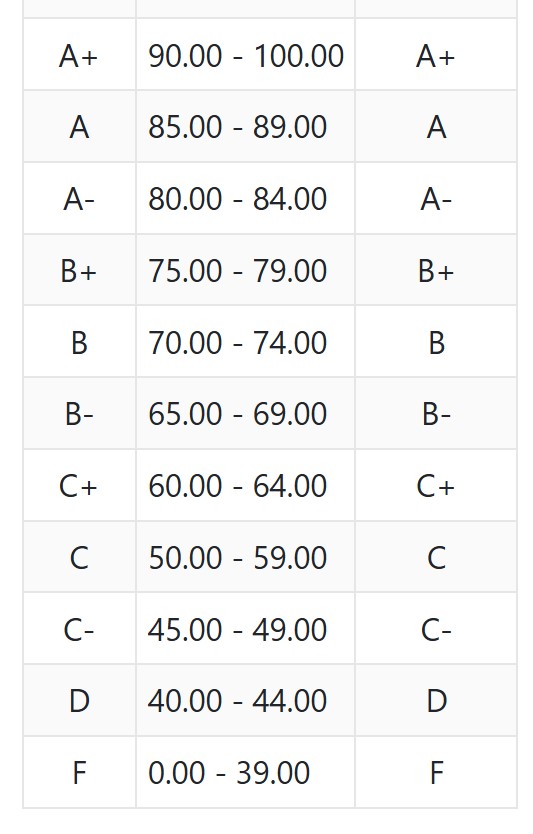 A+ 90.00 - 100.00 A+
A 85.00 - 89.00 A
A- 80.00 - 84.00 A-
B+ 75.00 - 79.00 B+
B 70.00 - 74.00 B
B- 65.00 - 69.00 B-
C+ 60.00 - 64.00 C+
C 50.00 - 59.00 C
C- 45.00 - 49.00 C-
D 40.00 - 44.00 D
F 0.00 - 39.00 F